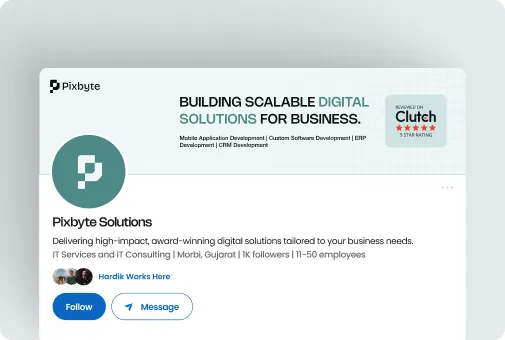 Pixbyte
BUILDING SCALABLE DIGITAL
SOLUTIONS FOR BUSINESS.
Mobile Application Development | Custom Software Development | ERP
Development | CRM Development
REVIEWED ON
Clutch
5 STAR RATING
Pixbyte Solutions
Delivering high-impact, award-winning digital solutions tailored to your business needs.
IT Services and IT Consulting | Morbi, Gujarat | 1K followers | 11-50 employees
Hardik Works Here
Follow
Message